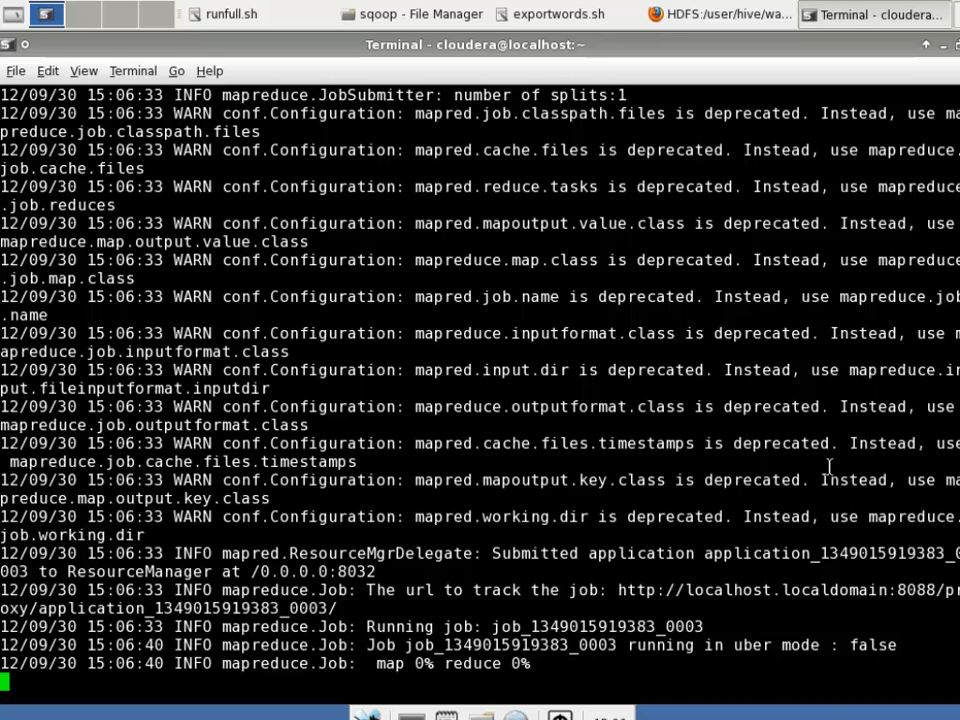 runfull.sh
sqoop - File Manager
exportwords.sh
HDFS:/user/hive/wa...
Terminal - cloudera...
Terminal - cloudera@localhost:~
File Edit View Terminal Go Help
12/09/30 15:06:33 INFO mapreduce.JobSubmitter: number of splits:1
12/09/30 15:06:33 WARN conf.Configuration: mapred.job.classpath.files is deprecated. Instead, use ma
preduce.job.classpath.files
12/09/30 15:06:33 WARN conf.Configuration: mapred.cache.files is deprecated. Instead, use mapreduce.
job.cache.files
12/09/30 15:06:33 WARN conf.Configuration: mapred.reduce.tasks is deprecated. Instead, use mapreduce
.job.reduces
12/09/30 15:06:33 WARN conf.Configuration: mapred.mapoutput.value.class is deprecated. Instead, use
mapreduce.map.output.value.class
12/09/30 15:06:33 WARN conf.Configuration: mapreduce.map.class is deprecated. Instead, use mapreduce
.job.map.class
12/09/30 15:06:33 WARN conf.Configuration: mapred.job.name is deprecated. Instead, use mapreduce.job
.name
12/09/30 15:06:33 WARN conf.Configuration: mapreduce.inputformat.class is deprecated. Instead, use m
apreduce.job.inputformat.class
12/09/30 15:06:33 WARN conf.Configuration: mapred.input.dir is deprecated. Instead, use mapreduce.in
put.fileinputformat.inputdir
12/09/30 15:06:33 WARN conf.Configuration: mapreduce.outputformat.class is deprecated. Instead, use
mapreduce.job.outputformat.class
12/09/30 15:06:33 WARN conf.Configuration: mapred.cache.files.timestamps is deprecated. Instead, use
mapreduce.job.cache.files.timestamps
12/09/30 15:06:33 WARN conf.Configuration: mapred.mapoutput.key.class is deprecated. Instead, use ma
preduce.map.output.key.class
12/09/30 15:06:33 WARN conf.Configuration: mapred.working.dir is deprecated. Instead, use mapreduce.
job.working.dir
12/09/30 15:06:33 INFO mapred.ResourceMgrDelegate: Submitted application application_1349015919383_0
003 to ResourceManager at /0.0.0.0:8032
12/09/30 15:06:33 INFO mapreduce.Job: The url to track the job: http://localhost.localdomain:8088/pr
oxy/application_1349015919383_0003/
12/09/30 15:06:33 INFO mapreduce.Job: Running job: job_1349015919383_0003
12/09/30 15:06:40 INFO mapreduce.Job: Job job_1349015919383_0003 running in uber mode : false
12/09/30 15:06:40 INFO mapreduce.Job:  map 0% reduce 0%